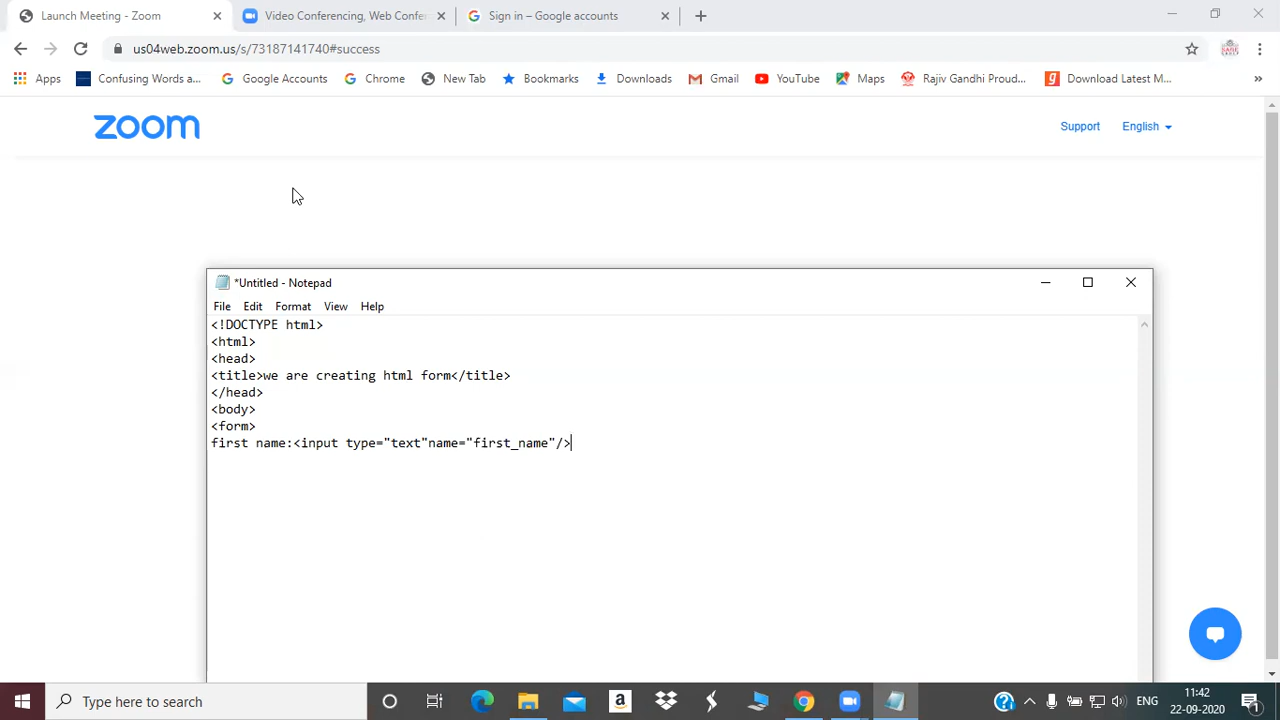 Launch Meeting - Zoom
Video Conferencing, Web Confer
Sign in – Google accounts
us04web.zoom.us/s/73187141740#success
Apps
Confusing Words a...
Google Accounts
Chrome
New Tab
Bookmarks
Downloads
Gmail
YouTube
Maps
Rajiv Gandhi Proud...
Download Latest M...
zoom
Support
English
*Untitled - Notepad
File Edit Format View Help
<!DOCTYPE html>
<html>
<head>
<title>we are creating html form</title>
</head>
<body>
<form>
first name:<input type="text"name="first_name"/>
Type here to search
ENG
11:42
22-09-2020
1